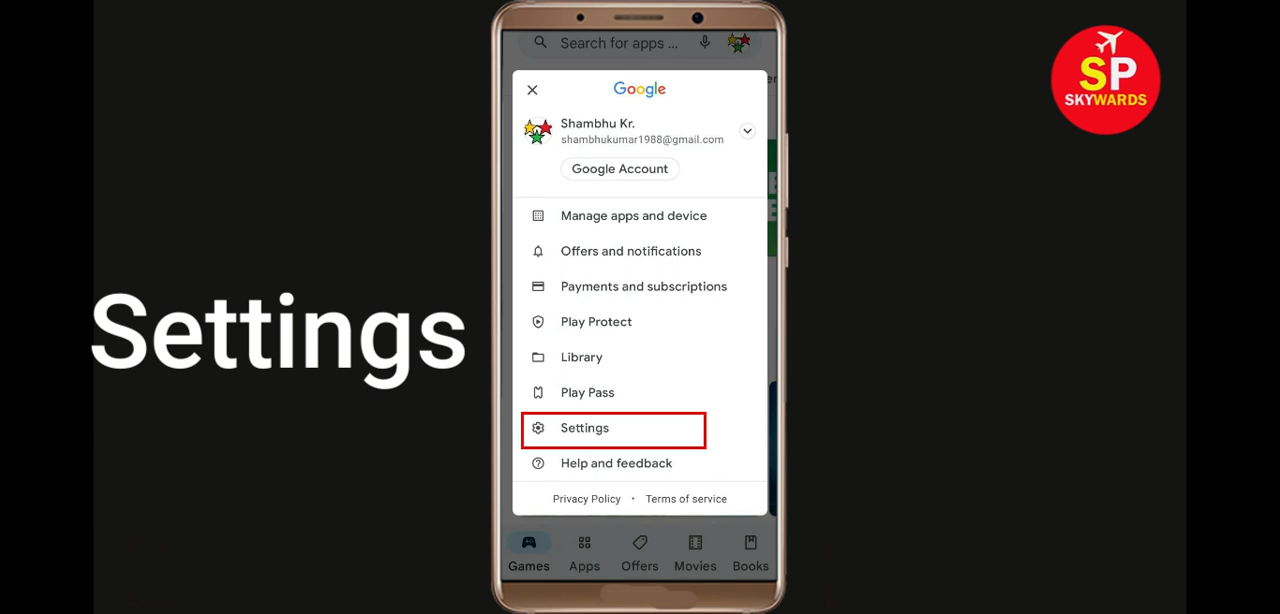 Search for apps ...
SP
SKYWARDS
Google
Shambhu Kr.
shambhukumar1988@gmail.com
Google Account
Manage apps and device
Offers and notifications
Payments and subscriptions
Play Protect
Library
Play Pass
Settings
Settings
Help and feedback
Privacy Policy • Terms of service
Games Apps Offers Movies Books